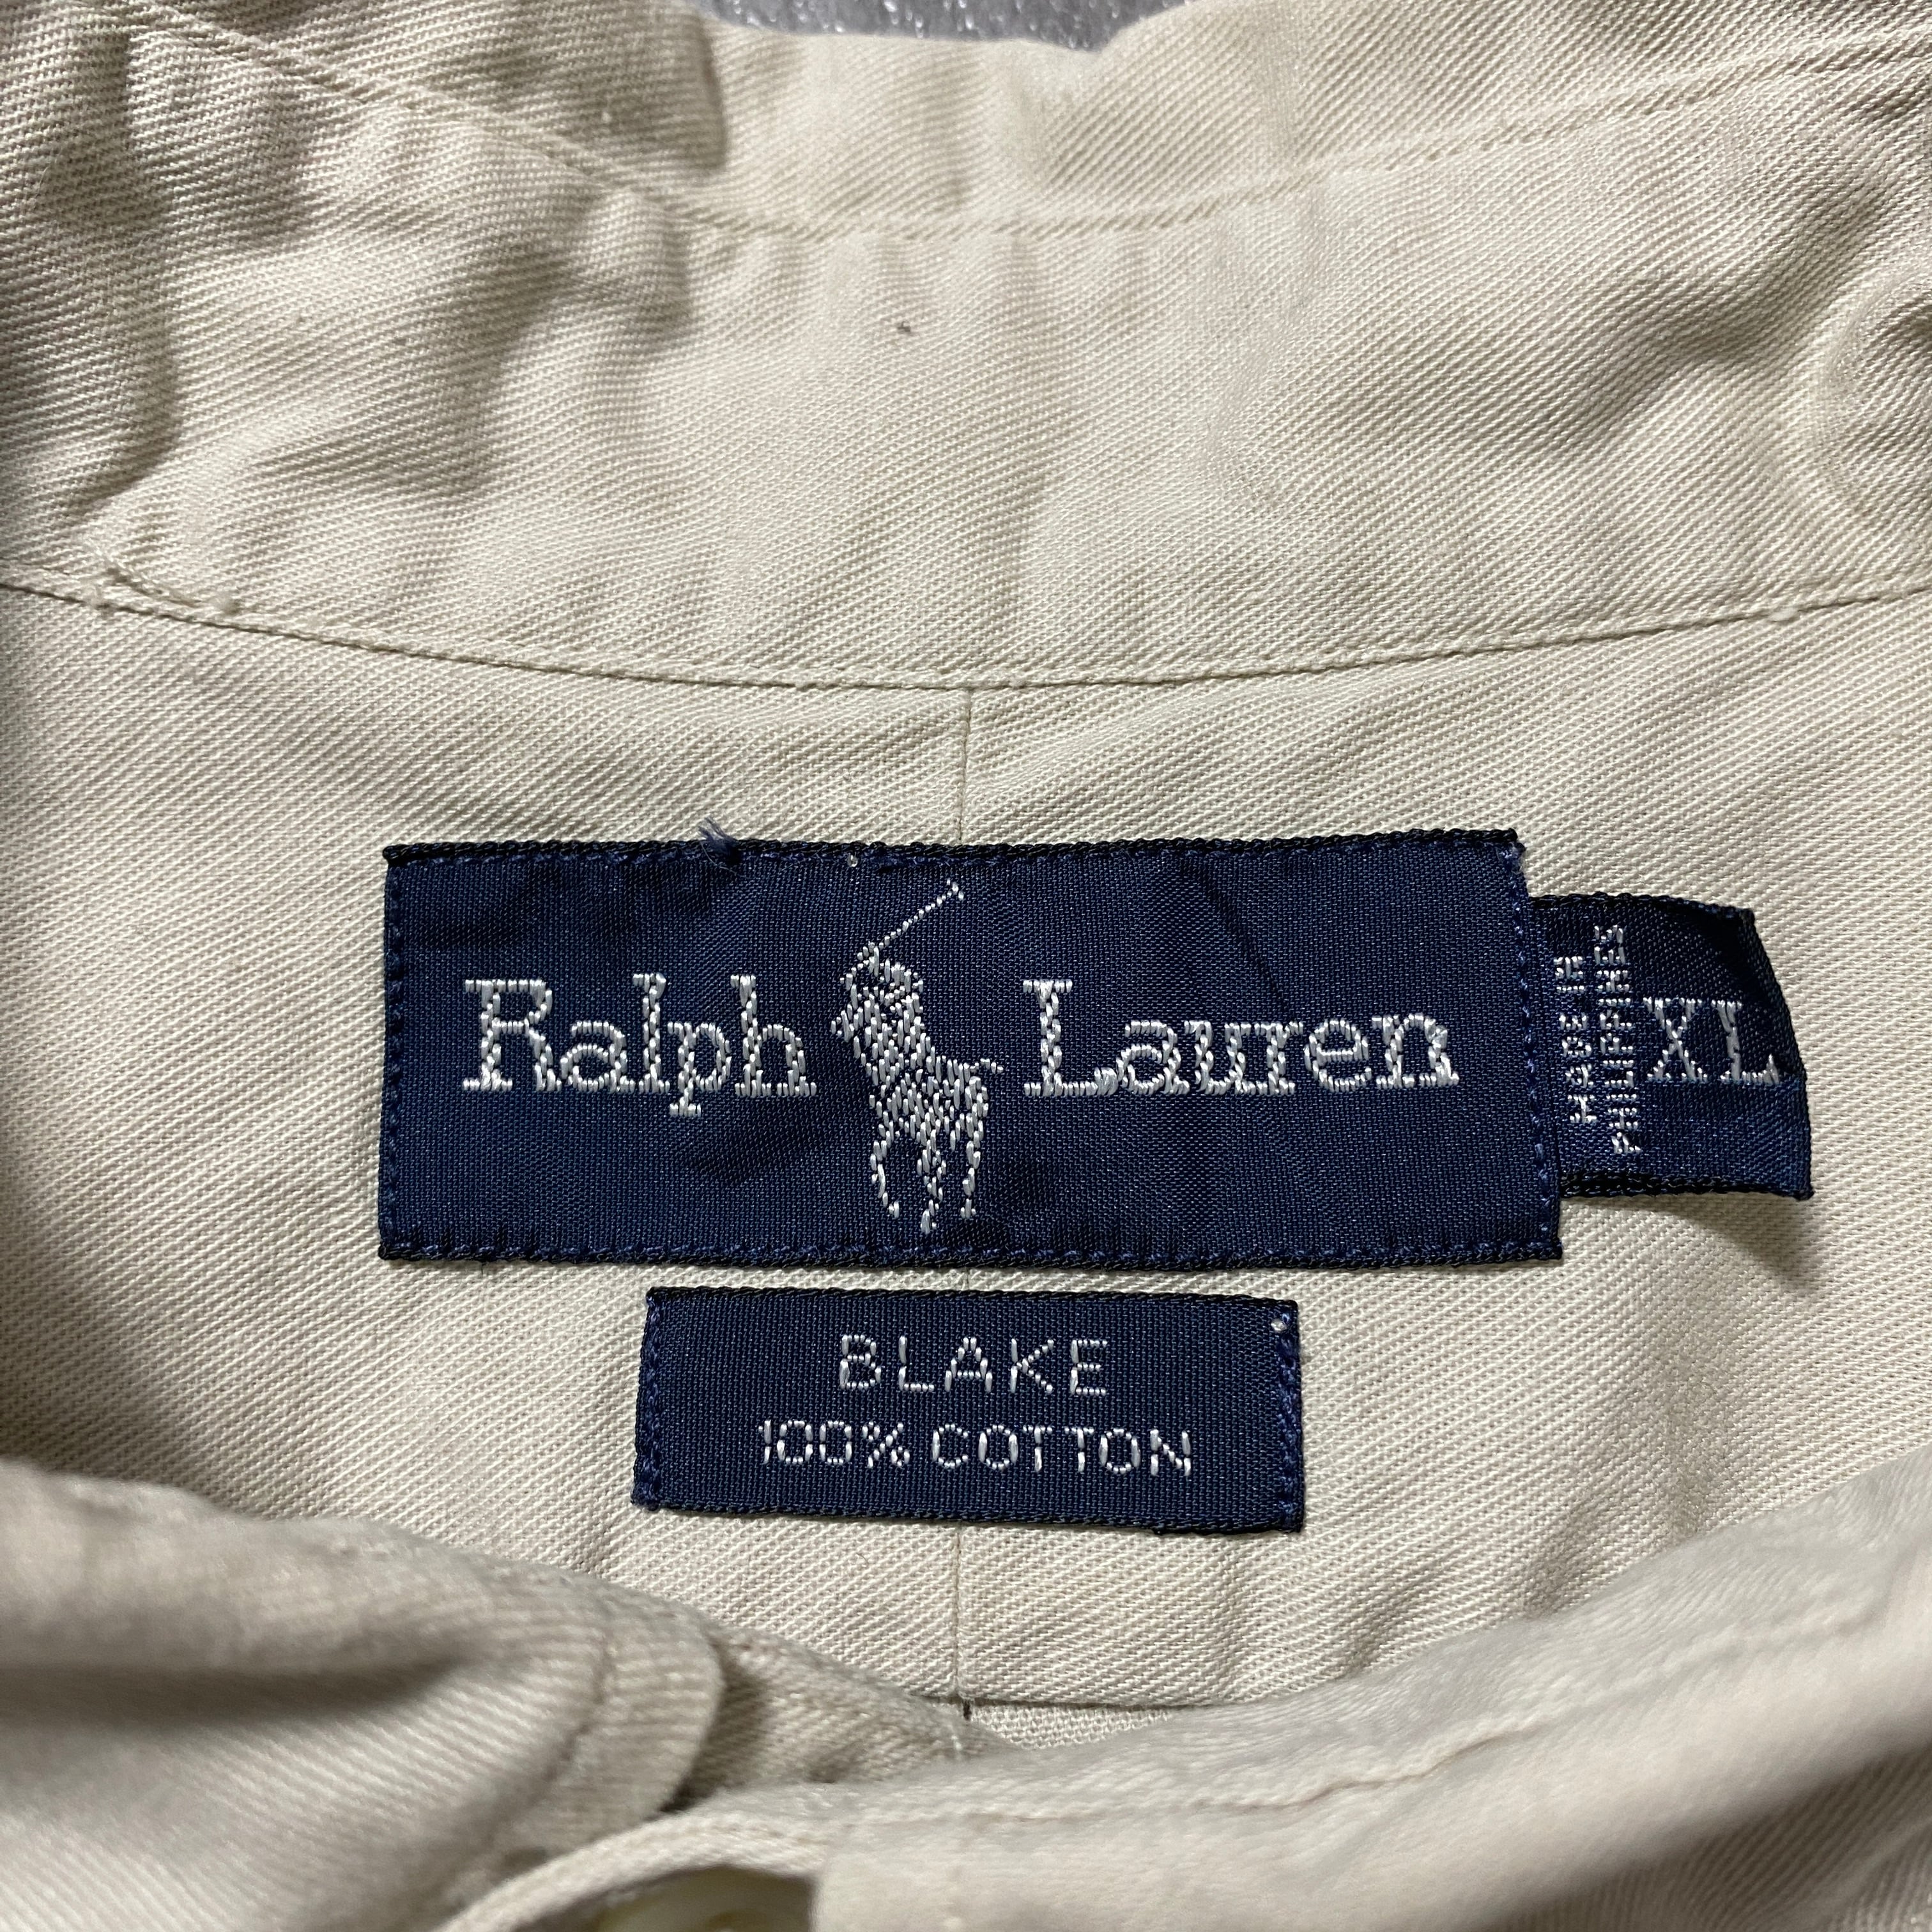 Ralph Lauren
MADE IN
PHILIPPINES
XL
BLAKE
100% COTTON